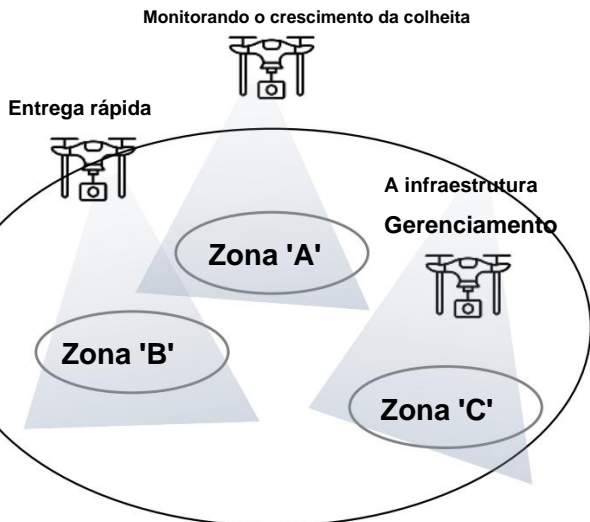 Monitorando o crescimento da colheita
Entrega rápida
A infraestrutura
Gerenciamento
Zona 'A'
Zona 'B'
Zona 'C'